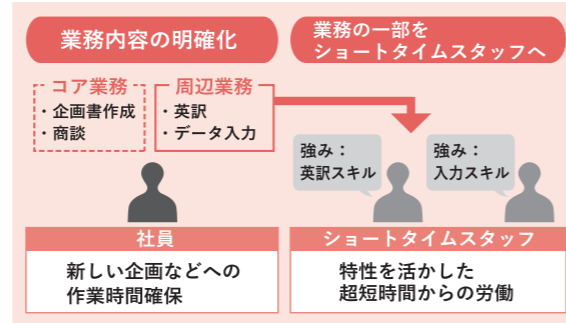 業務内容の明確化
業務の一部を
ショートタイムスタッフへ
コア業務
・企画書作成
・商談
周辺業務
・英訳
・データ入力
強み：
英訳スキル
強み：
入力スキル
社員
新しい企画などへの
作業時間確保
ショートタイムスタッフ
特性を活かした
超短時間からの労働